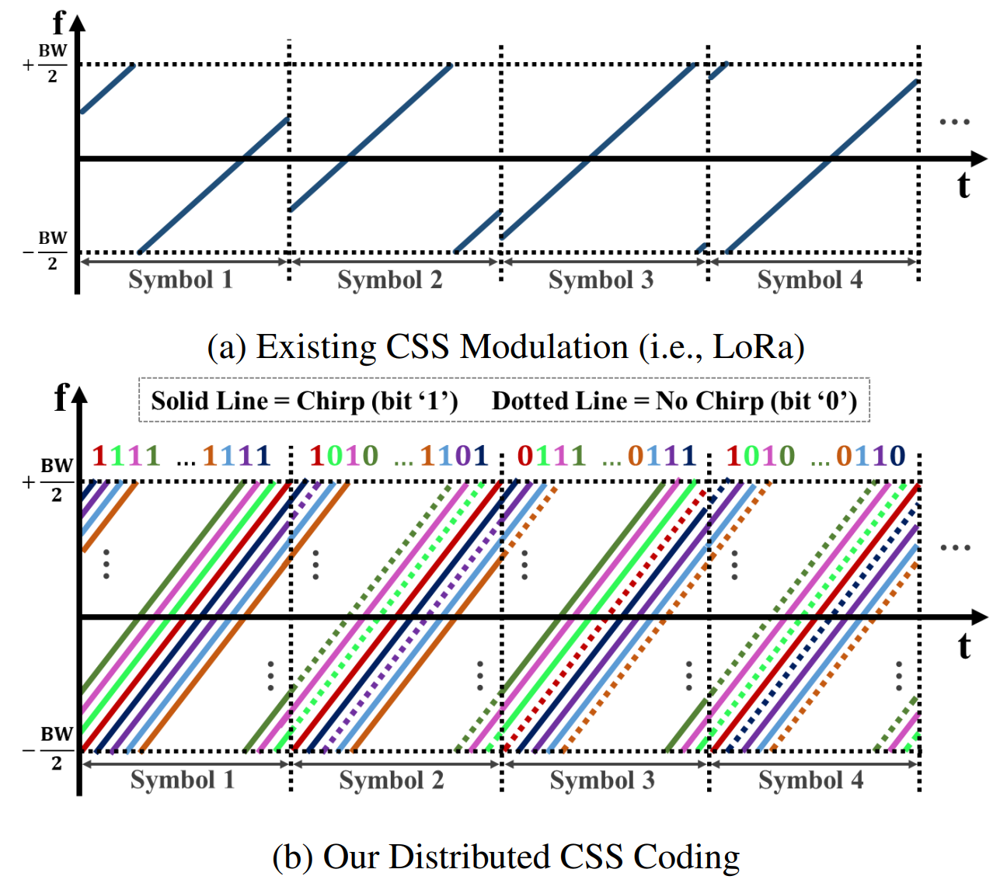 f
+ BW/2
− BW/2
Symbol 1 Symbol 2 Symbol 3 Symbol 4
...
t
(a) Existing CSS Modulation (i.e., LoRa)
Solid Line = Chirp (bit ‘1’) Dotted Line = No Chirp (bit ‘0’)
f
1111 ...1111 1010 ...1101 0111 ...0111 1010 ...0110
+ BW/2
...
t
− BW/2
Symbol 1 Symbol 2 Symbol 3 Symbol 4
(b) Our Distributed CSS Coding